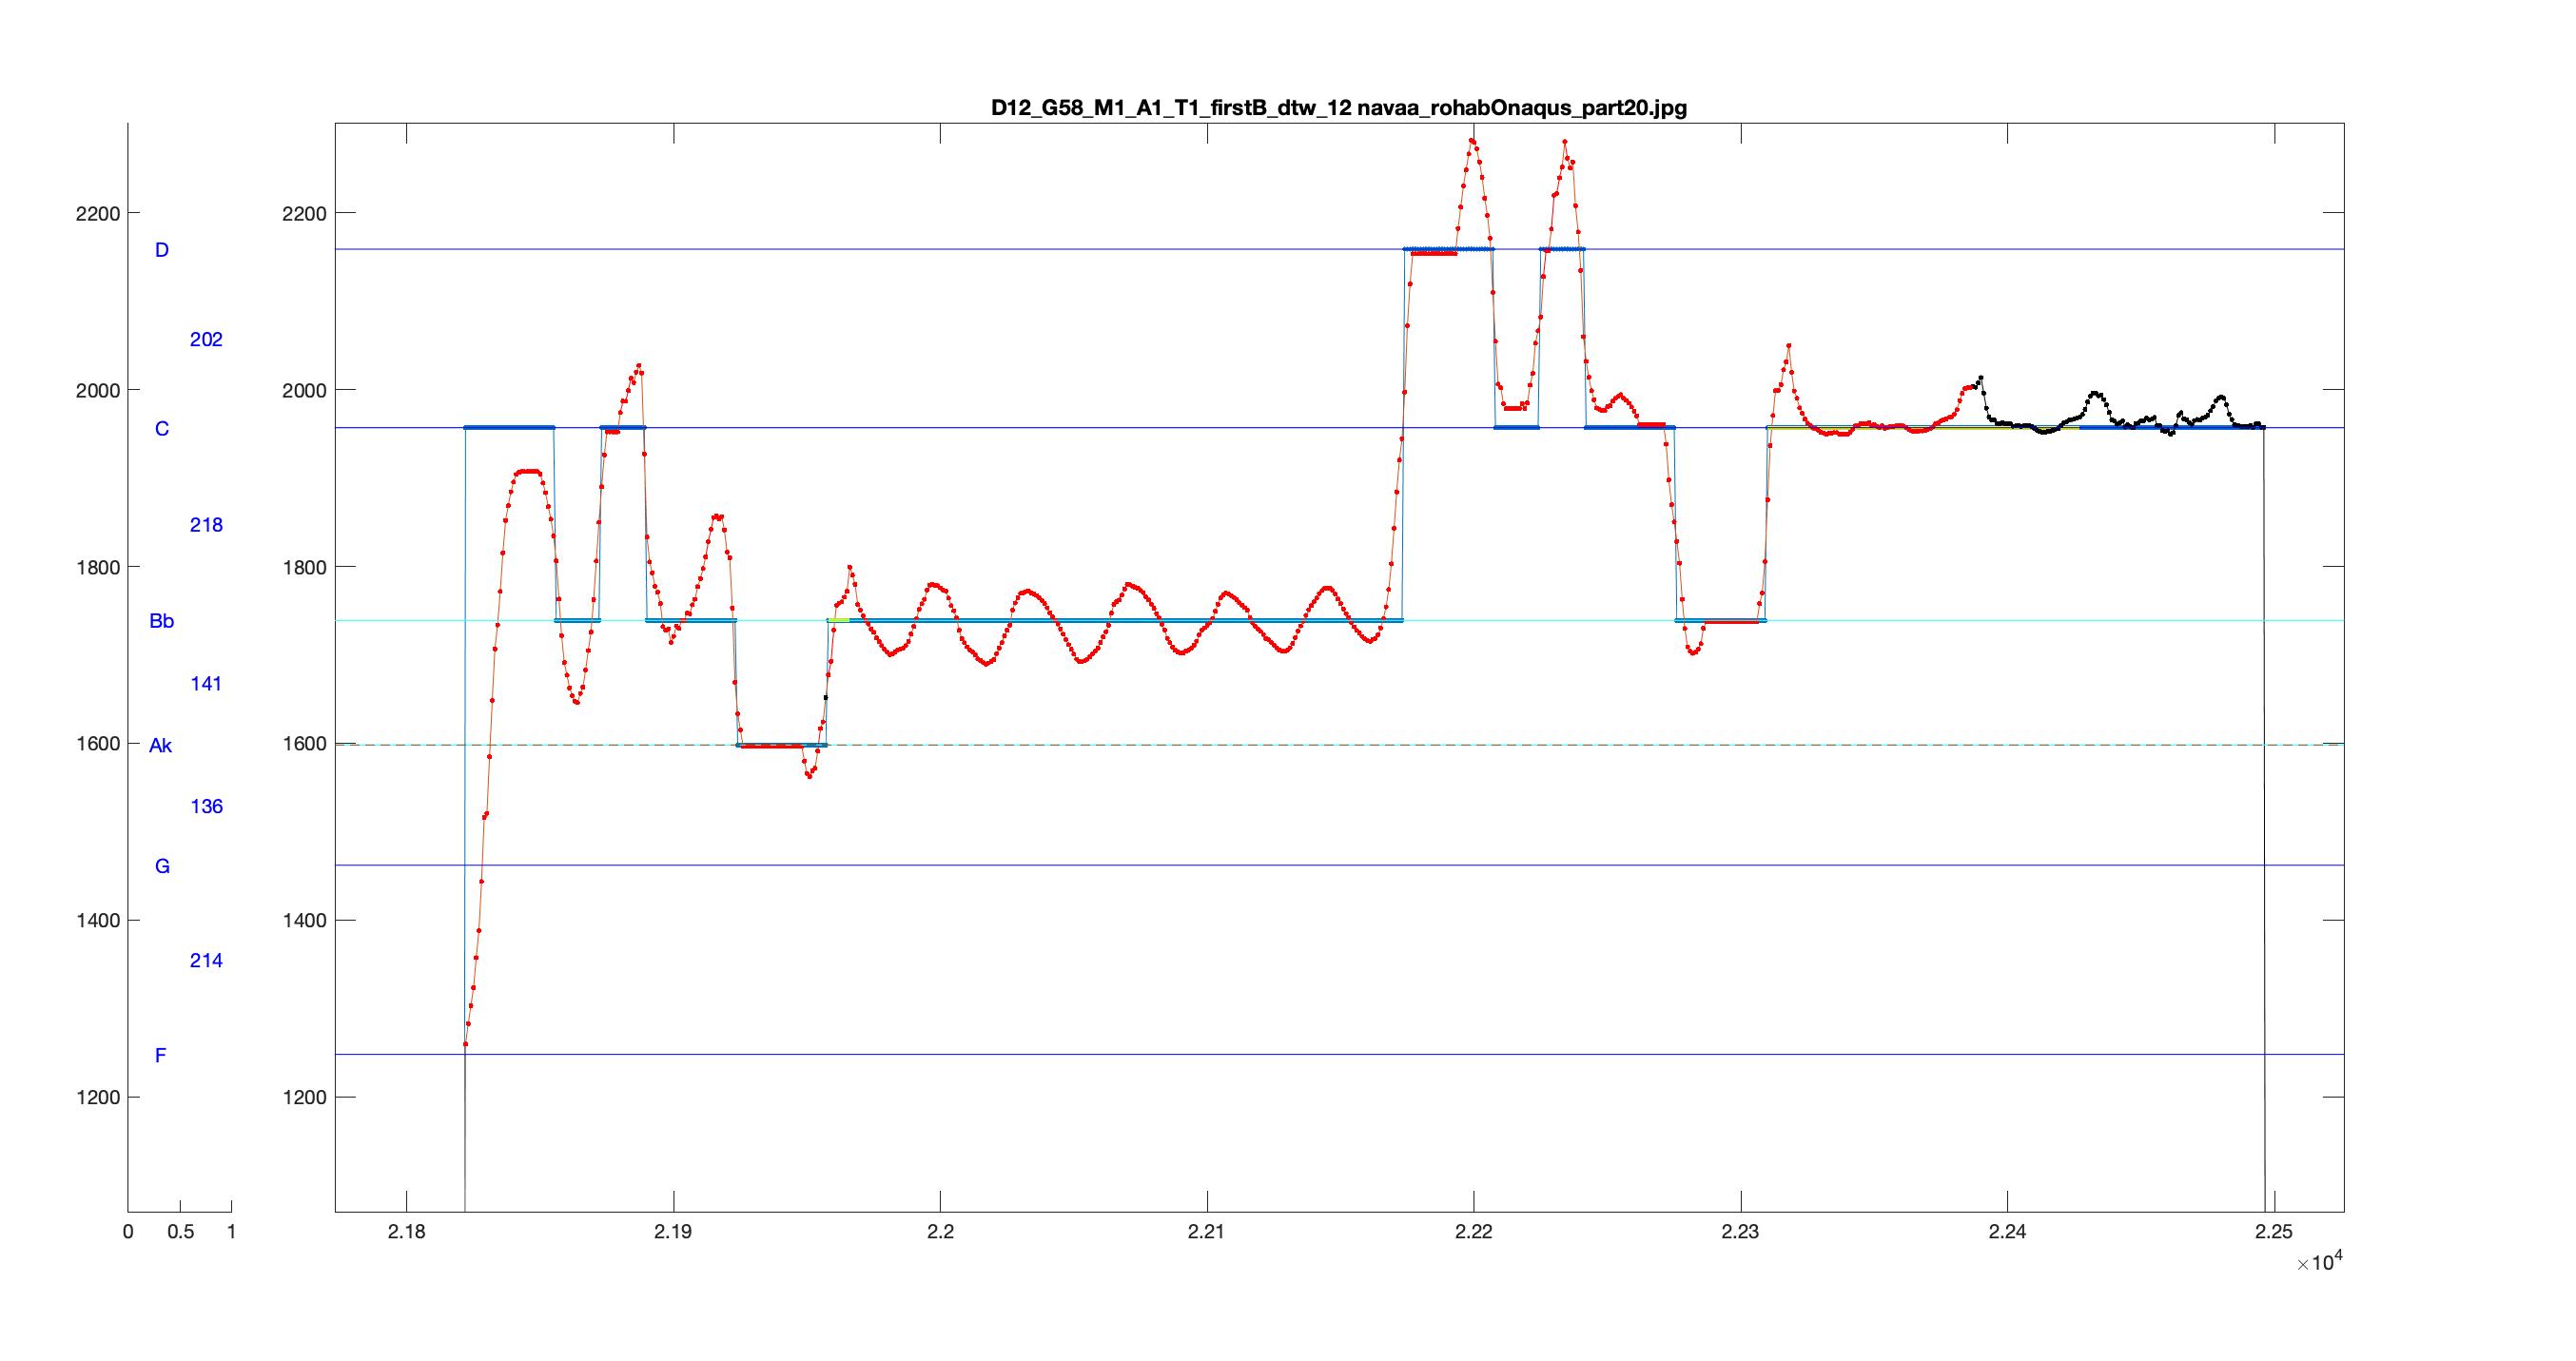 D12_G58_M1_A1_T1_firstB_dtw_12 navaa_rohabOnaqus_part20.jpg
2200 2200
D
202
2000 2000
C
218
1800 1800
Bb
141
1600 Ak 1600
136
G
1400 1400
214
F
1200 1200
0 0.5 1 2.18 2.19 2.2 2.21 2.22 2.23 2.24 2.25
×10^4